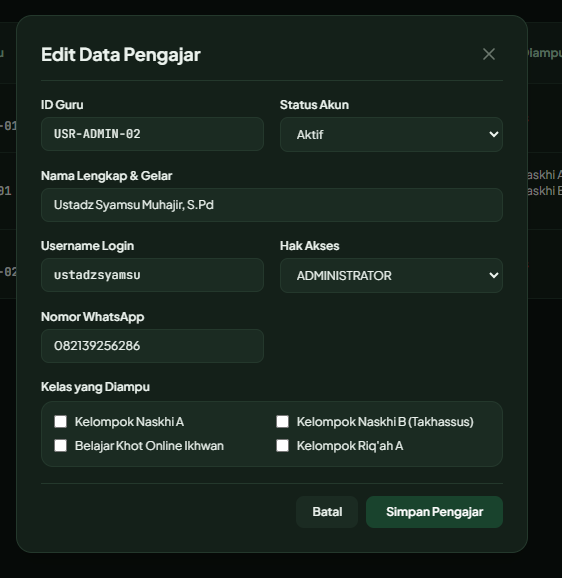 Edit Data Pengajar
ID Guru
Status Akun
USR-ADMIN-02
Aktif
Nama Lengkap & Gelar
Ustadz Syamsu Muhajir, S.Pd
Username Login
Hak Akses
ustadzsyamsu
ADMINISTRATOR
Nomor WhatsApp
082139256286
Kelas yang Diampu
Kelompok Naskhi A
Kelompok Naskhi B (Takhassus)
Belajar Khot Online Ikhwan
Kelompok Riq'ah A
Batal
Simpan Pengajar